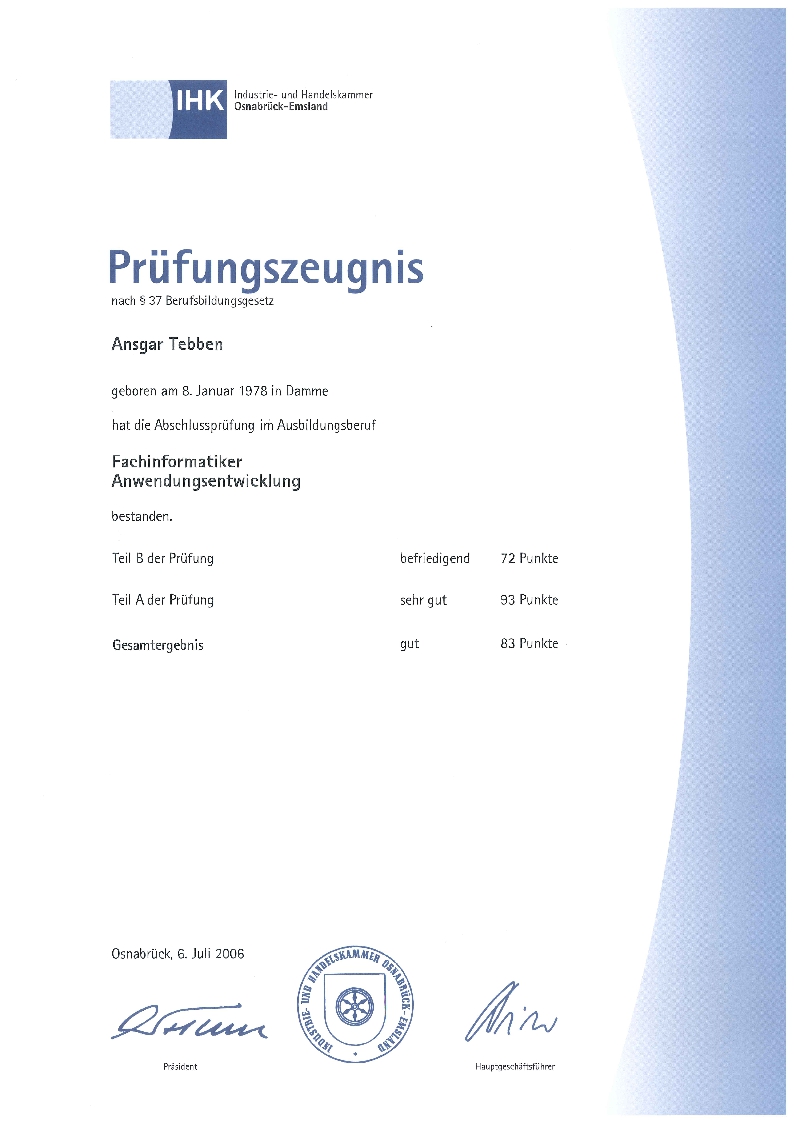 IHK
Industrie- und Handelskammer
Osnabrück-Emsland
Prüfungszeugnis
nach § 37 Berufsbildungsgesetz
Ansgar Tebben
geboren am 8. Januar 1978 in Damme
hat die Abschlussprüfung im Ausbildungsberuf
Fachinformatiker
Anwendungsentwicklung
bestanden.
Teil B der Prüfung befriedigend 72 Punkte
Teil A der Prüfung sehr gut 93 Punkte
Gesamtergebnis gut 83 Punkte
Osnabrück, 6. Juli 2006
INDUSTRIE- UND HANDELSKAMMER OSNABRÜCK-EMSLAND
Präsident
Hauptgeschäftsführer